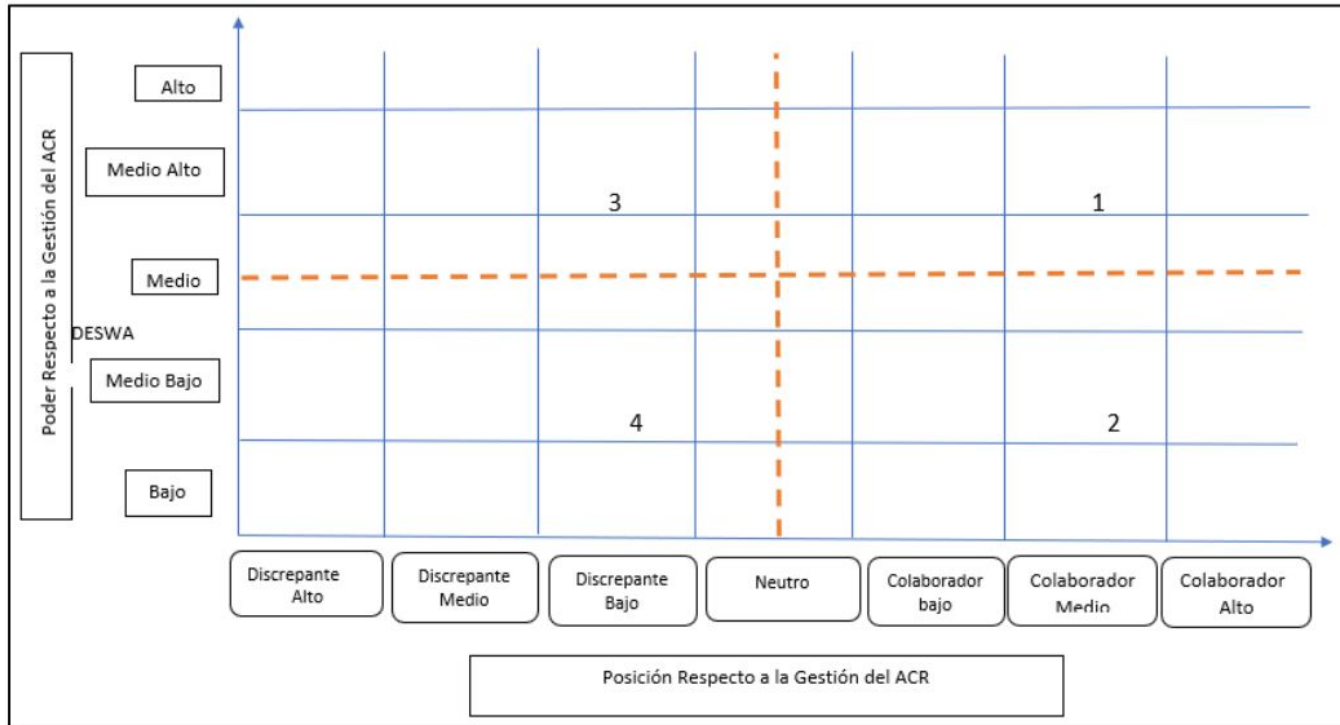 Poder Respecto a la Gestión del ACR
Alto
Medio Alto
3
1
Medio
DESWA
Medio Bajo
4
2
Bajo
Discrepante
Alto
Discrepante
Medio
Discrepante
Bajo
Neutro
Colaborador
bajo
Colaborador
Medio
Colaborador
Alto
Posición Respecto a la Gestión del ACR